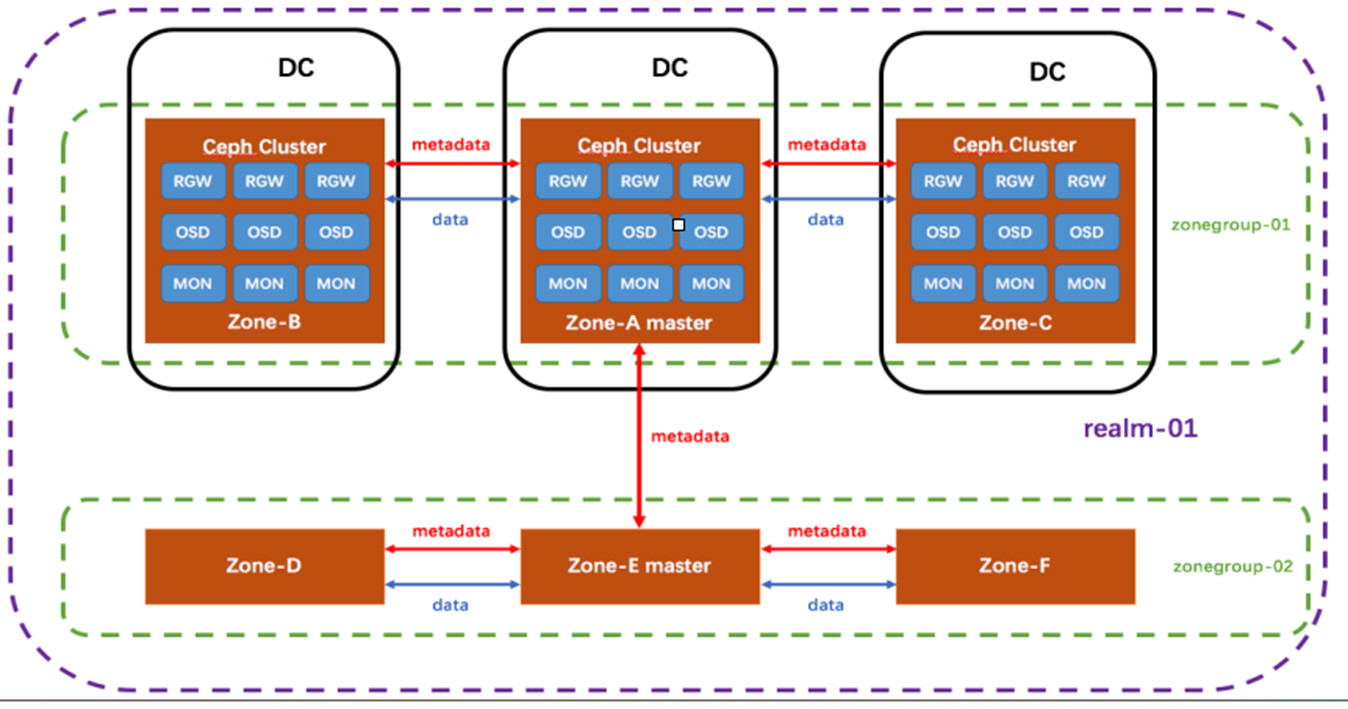 DC
DC
DC
Ceph Cluster
metadata
Ceph Cluster
metadata
Ceph Cluster
RGW RGW RGW
RGW RGW RGW
RGW RGW RGW
data
data
zonegroup-01
OSD OSD OSD
OSD OSD OSD
OSD OSD OSD
MON MON MON
MON MON MON
MON MON MON
Zone-B
Zone-A master
Zone-C
metadata
realm-01
metadata
metadata
Zone-D
Zone-E master
Zone-F
zonegroup-02
data
data